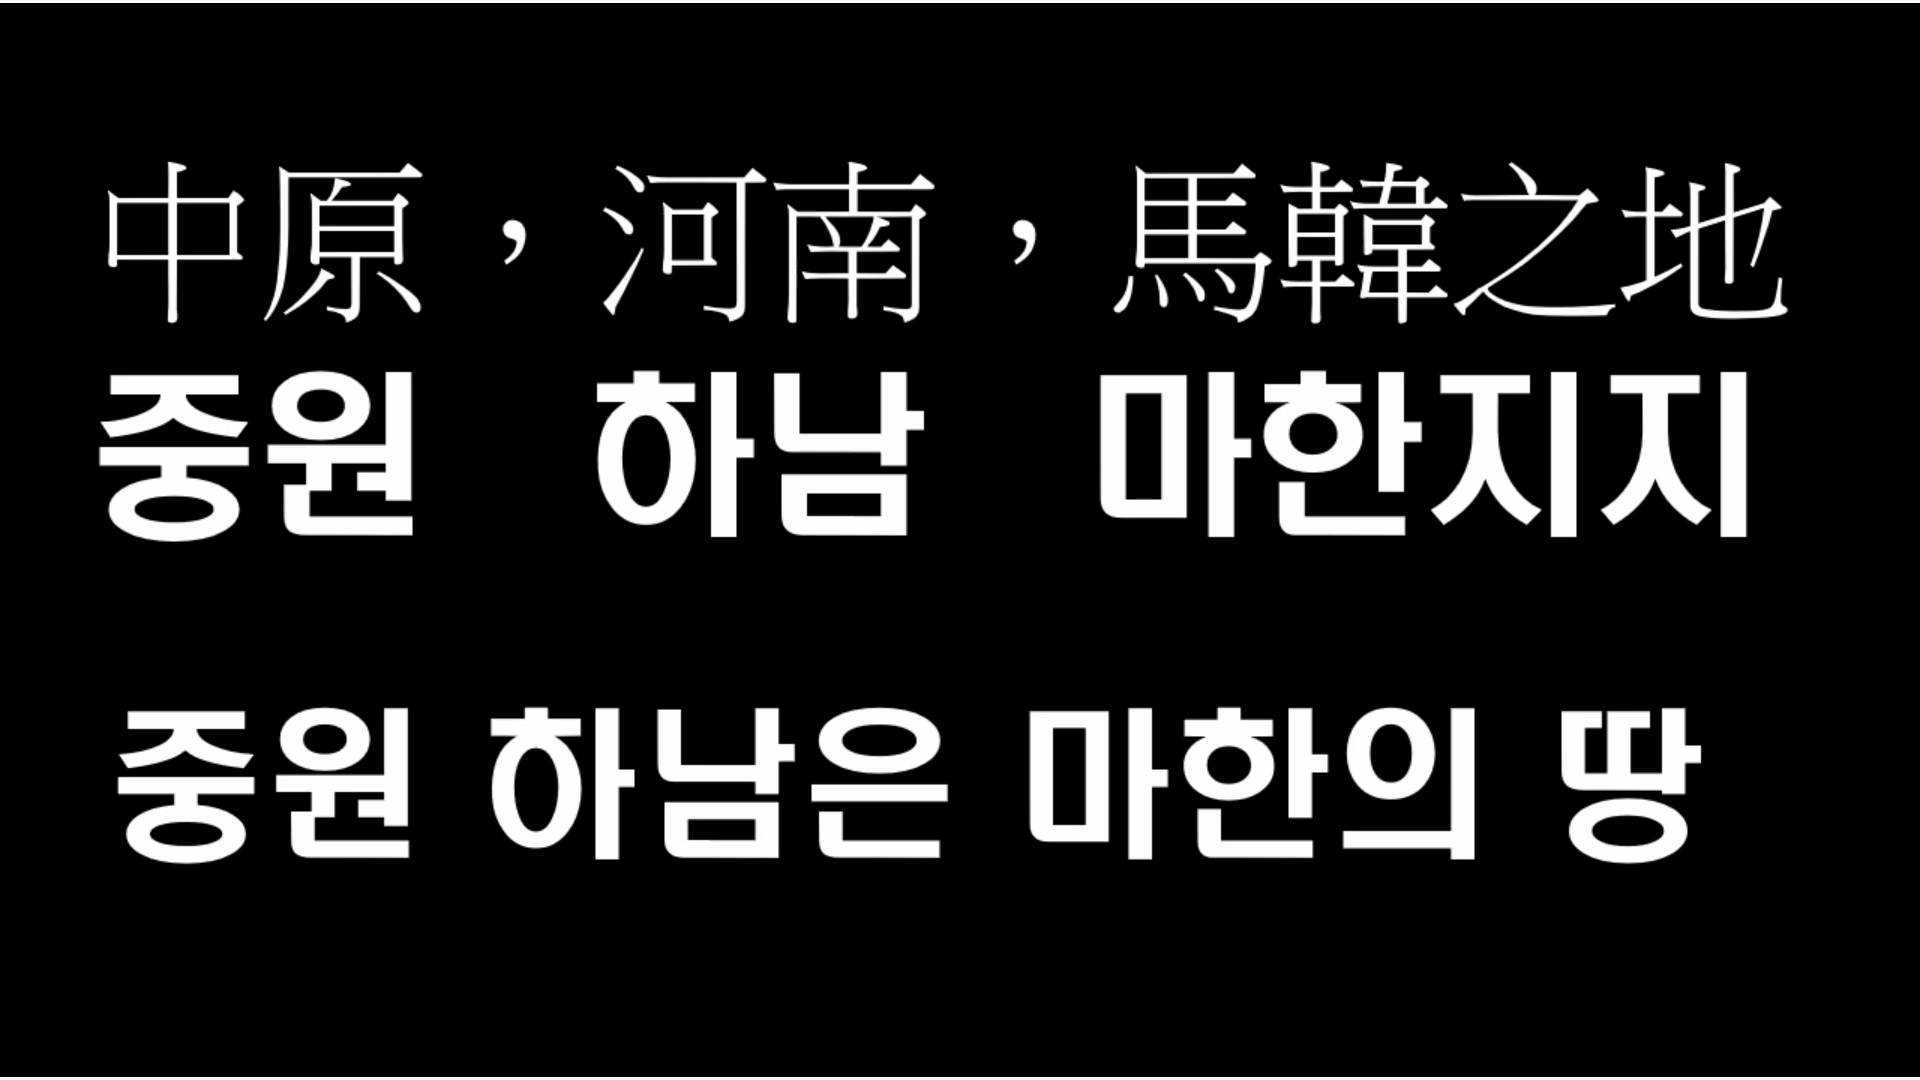 中原，河南，馬韓之地
중원 하남 마한지지
중원 하남은 마한의 땅